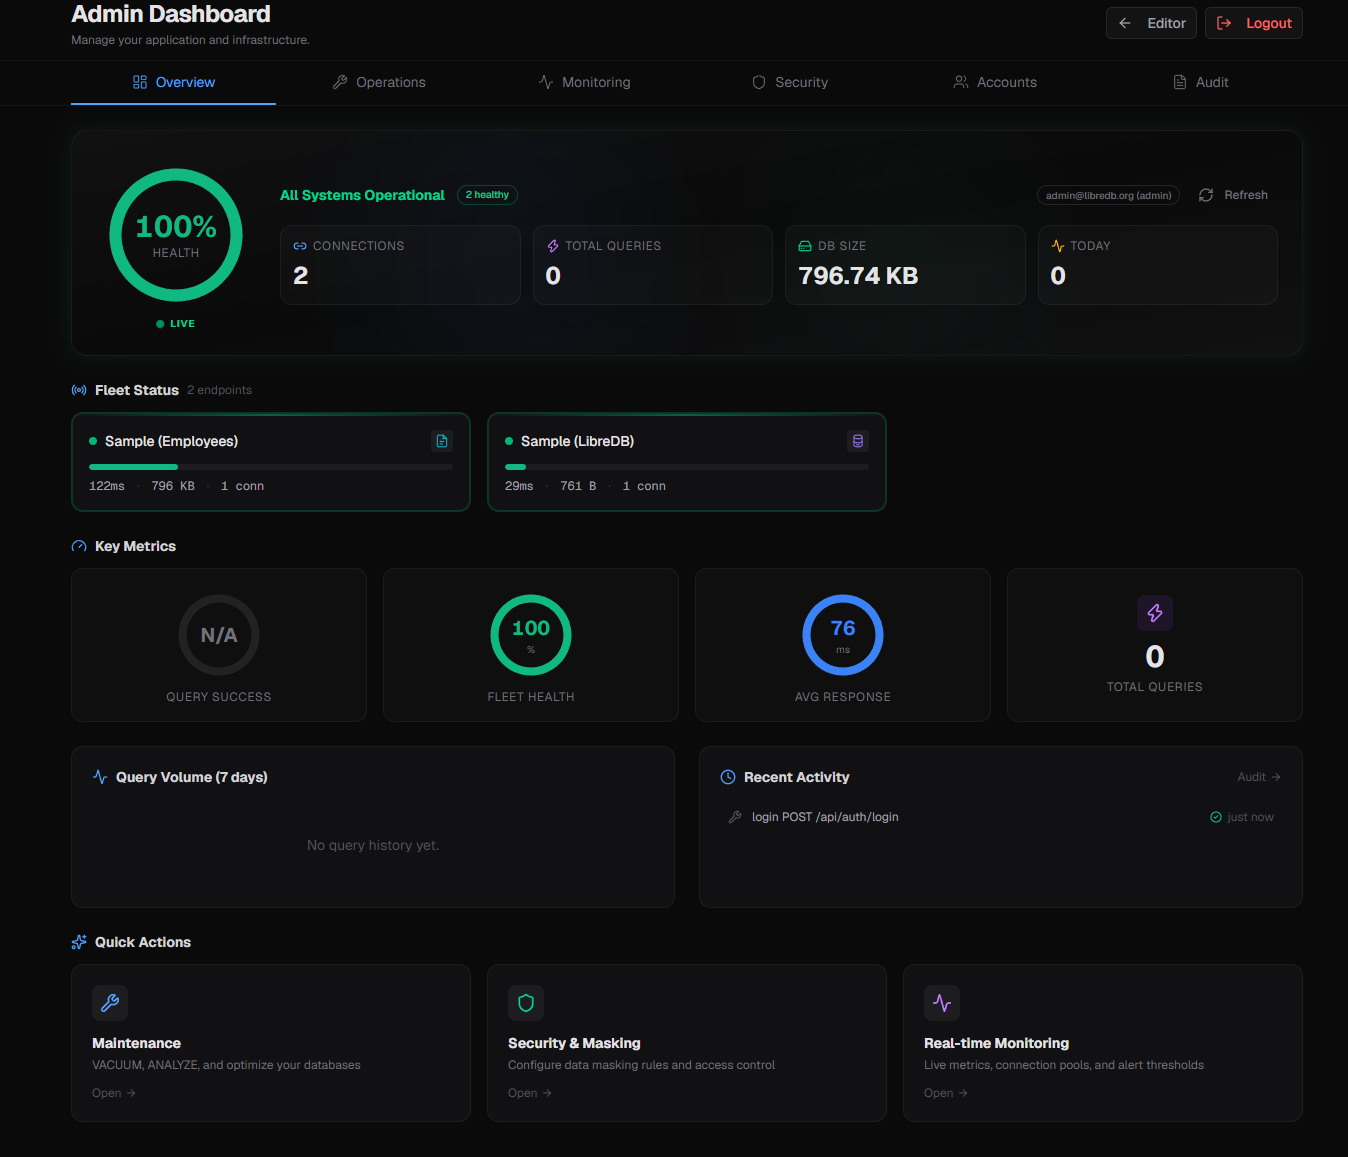 Admin Dashboard
Manage your application and infrastructure.
Editor
Logout
Overview
Operations
Monitoring
Security
Accounts
Audit
100%
HEALTH
LIVE
All Systems Operational
2 healthy
admin@libredb.org (admin)
Refresh
CONNECTIONS
2
TOTAL QUERIES
0
DB SIZE
796.74 KB
TODAY
0
Fleet Status 2 endpoints
Sample (Employees)
122ms · 796 KB · 1 conn
Sample (LibreDB)
29ms · 761 B · 1 conn
Key Metrics
N/A
QUERY SUCCESS
100
%
FLEET HEALTH
76
ms
AVG RESPONSE
0
TOTAL QUERIES
Query Volume (7 days)
No query history yet.
Recent Activity
Audit →
login POST /api/auth/login
just now
Quick Actions
Maintenance
VACUUM, ANALYZE, and optimize your databases
Open →
Security & Masking
Configure data masking rules and access control
Open →
Real-time Monitoring
Live metrics, connection pools, and alert thresholds
Open →